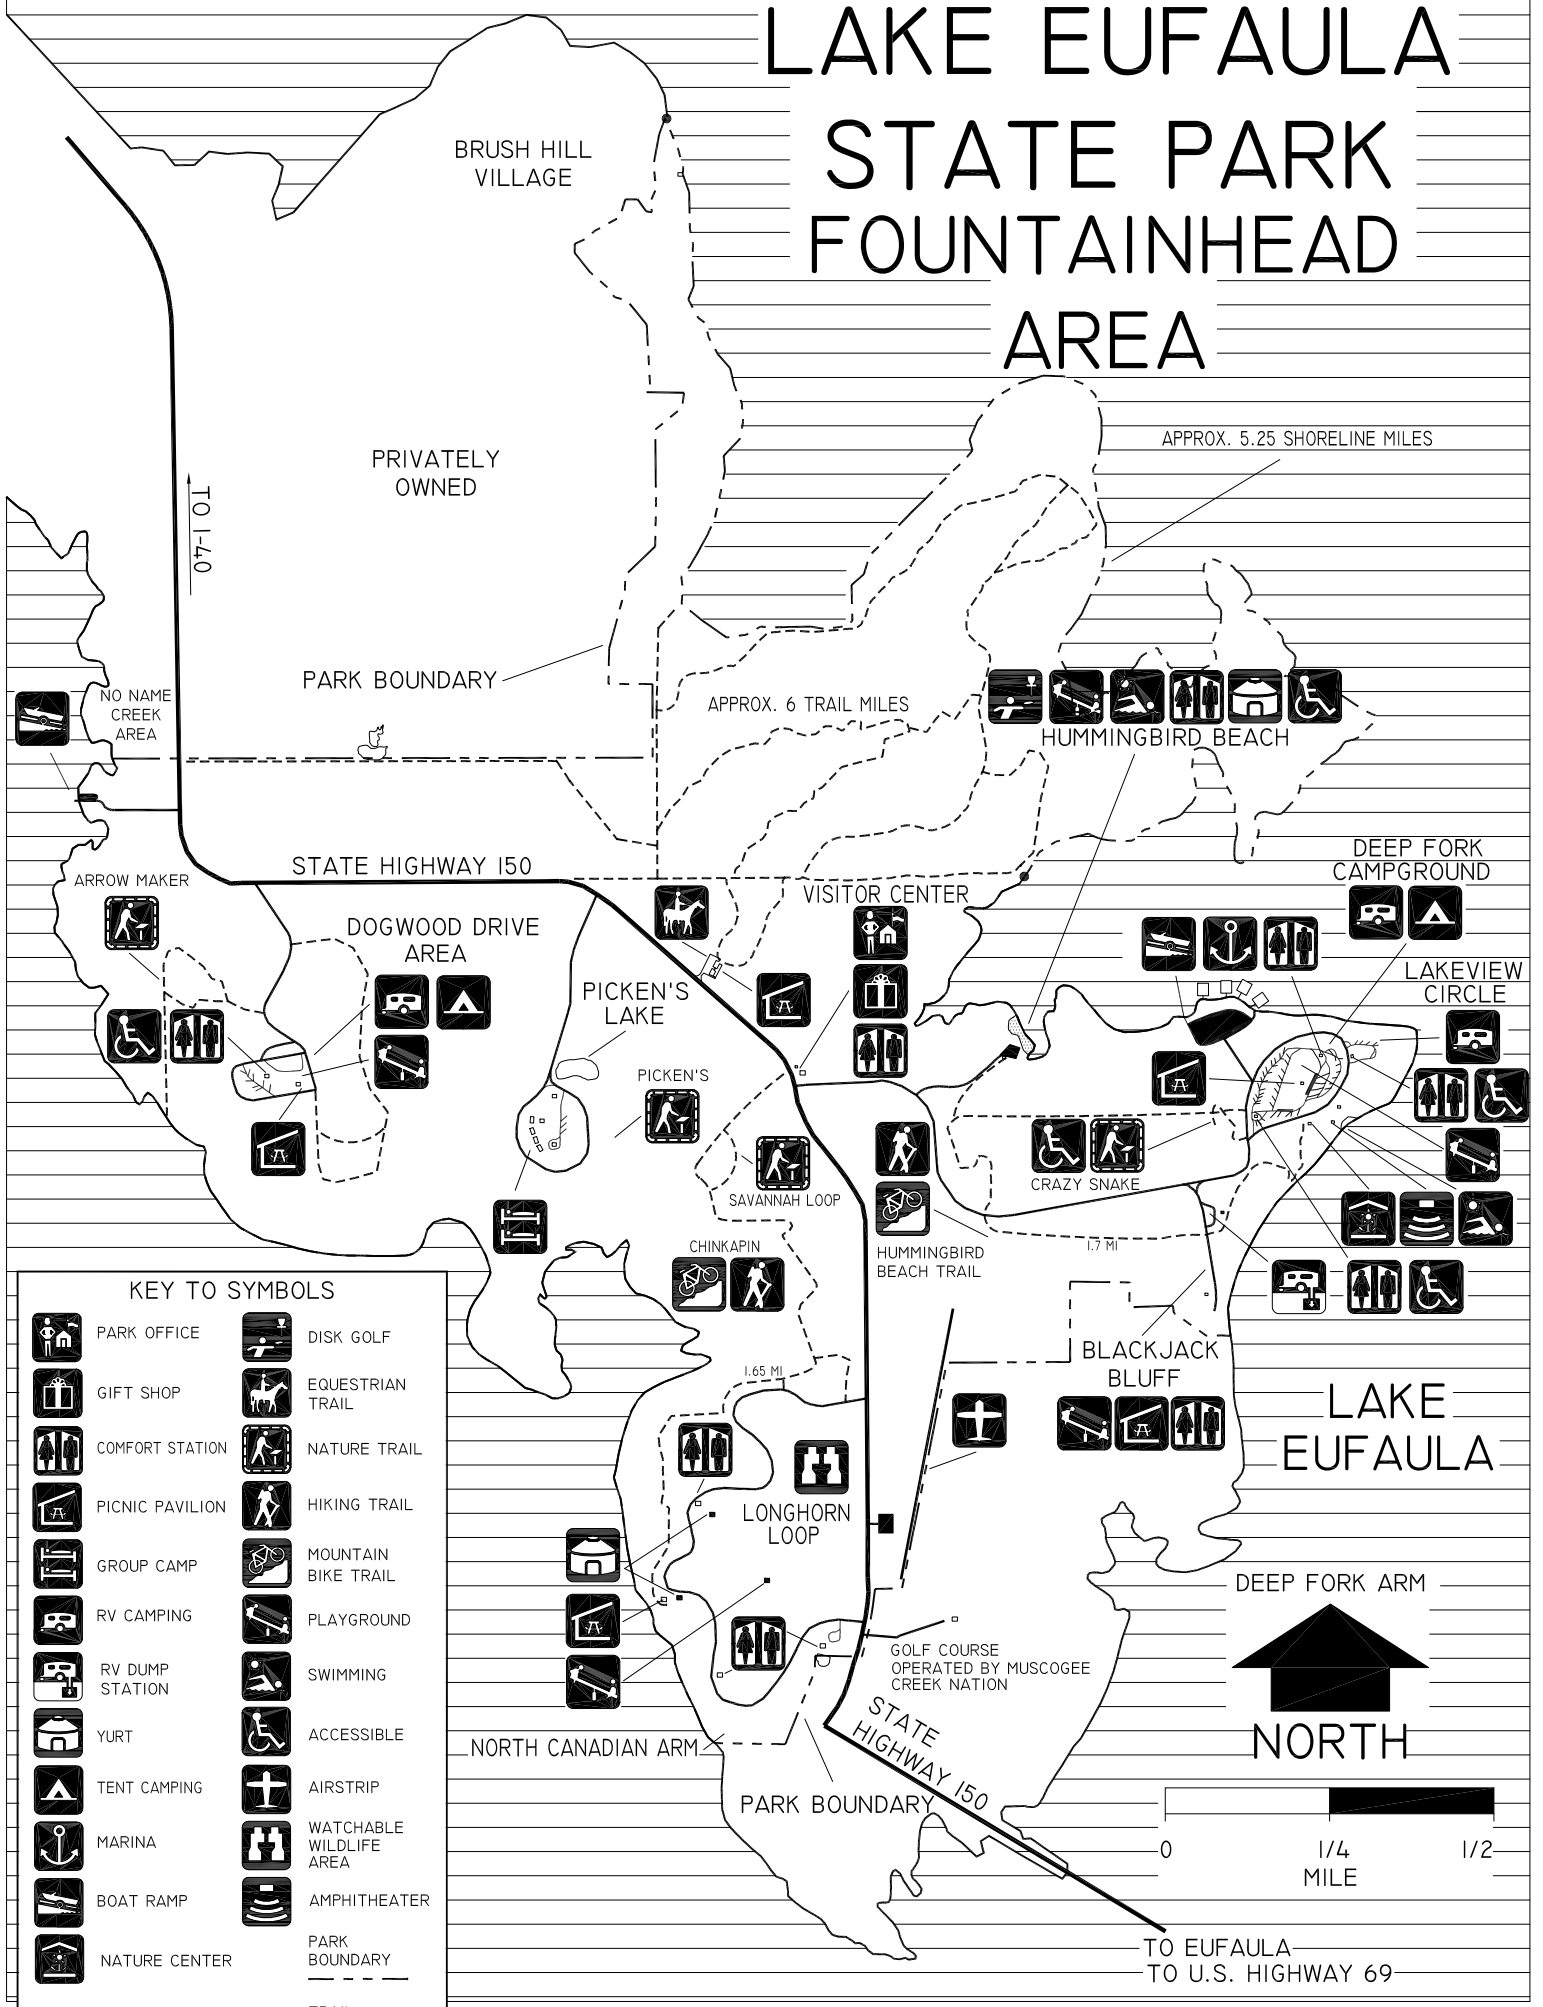 LAKE EUFAULA
STATE PARK
FOUNTAINHEAD
AREA
BRUSH HILL
VILLAGE
APPROX. 5.25 SHORELINE MILES
PRIVATELY
OWNED
TO I-40
PARK BOUNDARY
NO NAME
CREEK
AREA
APPROX. 6 TRAIL MILES
HUMMINGBIRD BEACH
STATE HIGHWAY 150
DEEP FORK
CAMPGROUND
ARROW MAKER
VISITOR CENTER
DOGWOOD DRIVE
AREA
LAKEVIEW
CIRCLE
PICKEN'S
LAKE
PICKEN'S
CRAZY SNAKE
SAVANNAH LOOP
CHINKAPIN
HUMMINGBIRD
BEACH TRAIL
1.7 MI
BLACKJACK
BLUFF
1.65 MI
LAKE
EUFAULA
LONGHORN
LOOP
DEEP FORK ARM
GOLF COURSE
OPERATED BY MUSCOGEE
CREEK NATION
NORTH
STATE
HIGHWAY 150
NORTH CANADIAN ARM
PARK BOUNDARY
0 1/4 1/2
MILE
TO EUFAULA
TO U.S. HIGHWAY 69
KEY TO SYMBOLS
PARK OFFICE
GIFT SHOP
COMFORT STATION
PICNIC PAVILION
GROUP CAMP
RV CAMPING
RV DUMP
STATION
YURT
TENT CAMPING
MARINA
BOAT RAMP
NATURE CENTER
DISK GOLF
EQUESTRIAN
TRAIL
NATURE TRAIL
HIKING TRAIL
MOUNTAIN
BIKE TRAIL
PLAYGROUND
SWIMMING
ACCESSIBLE
AIRSTRIP
WATCHABLE
WILDLIFE
AREA
AMPHITHEATER
PARK
BOUNDARY